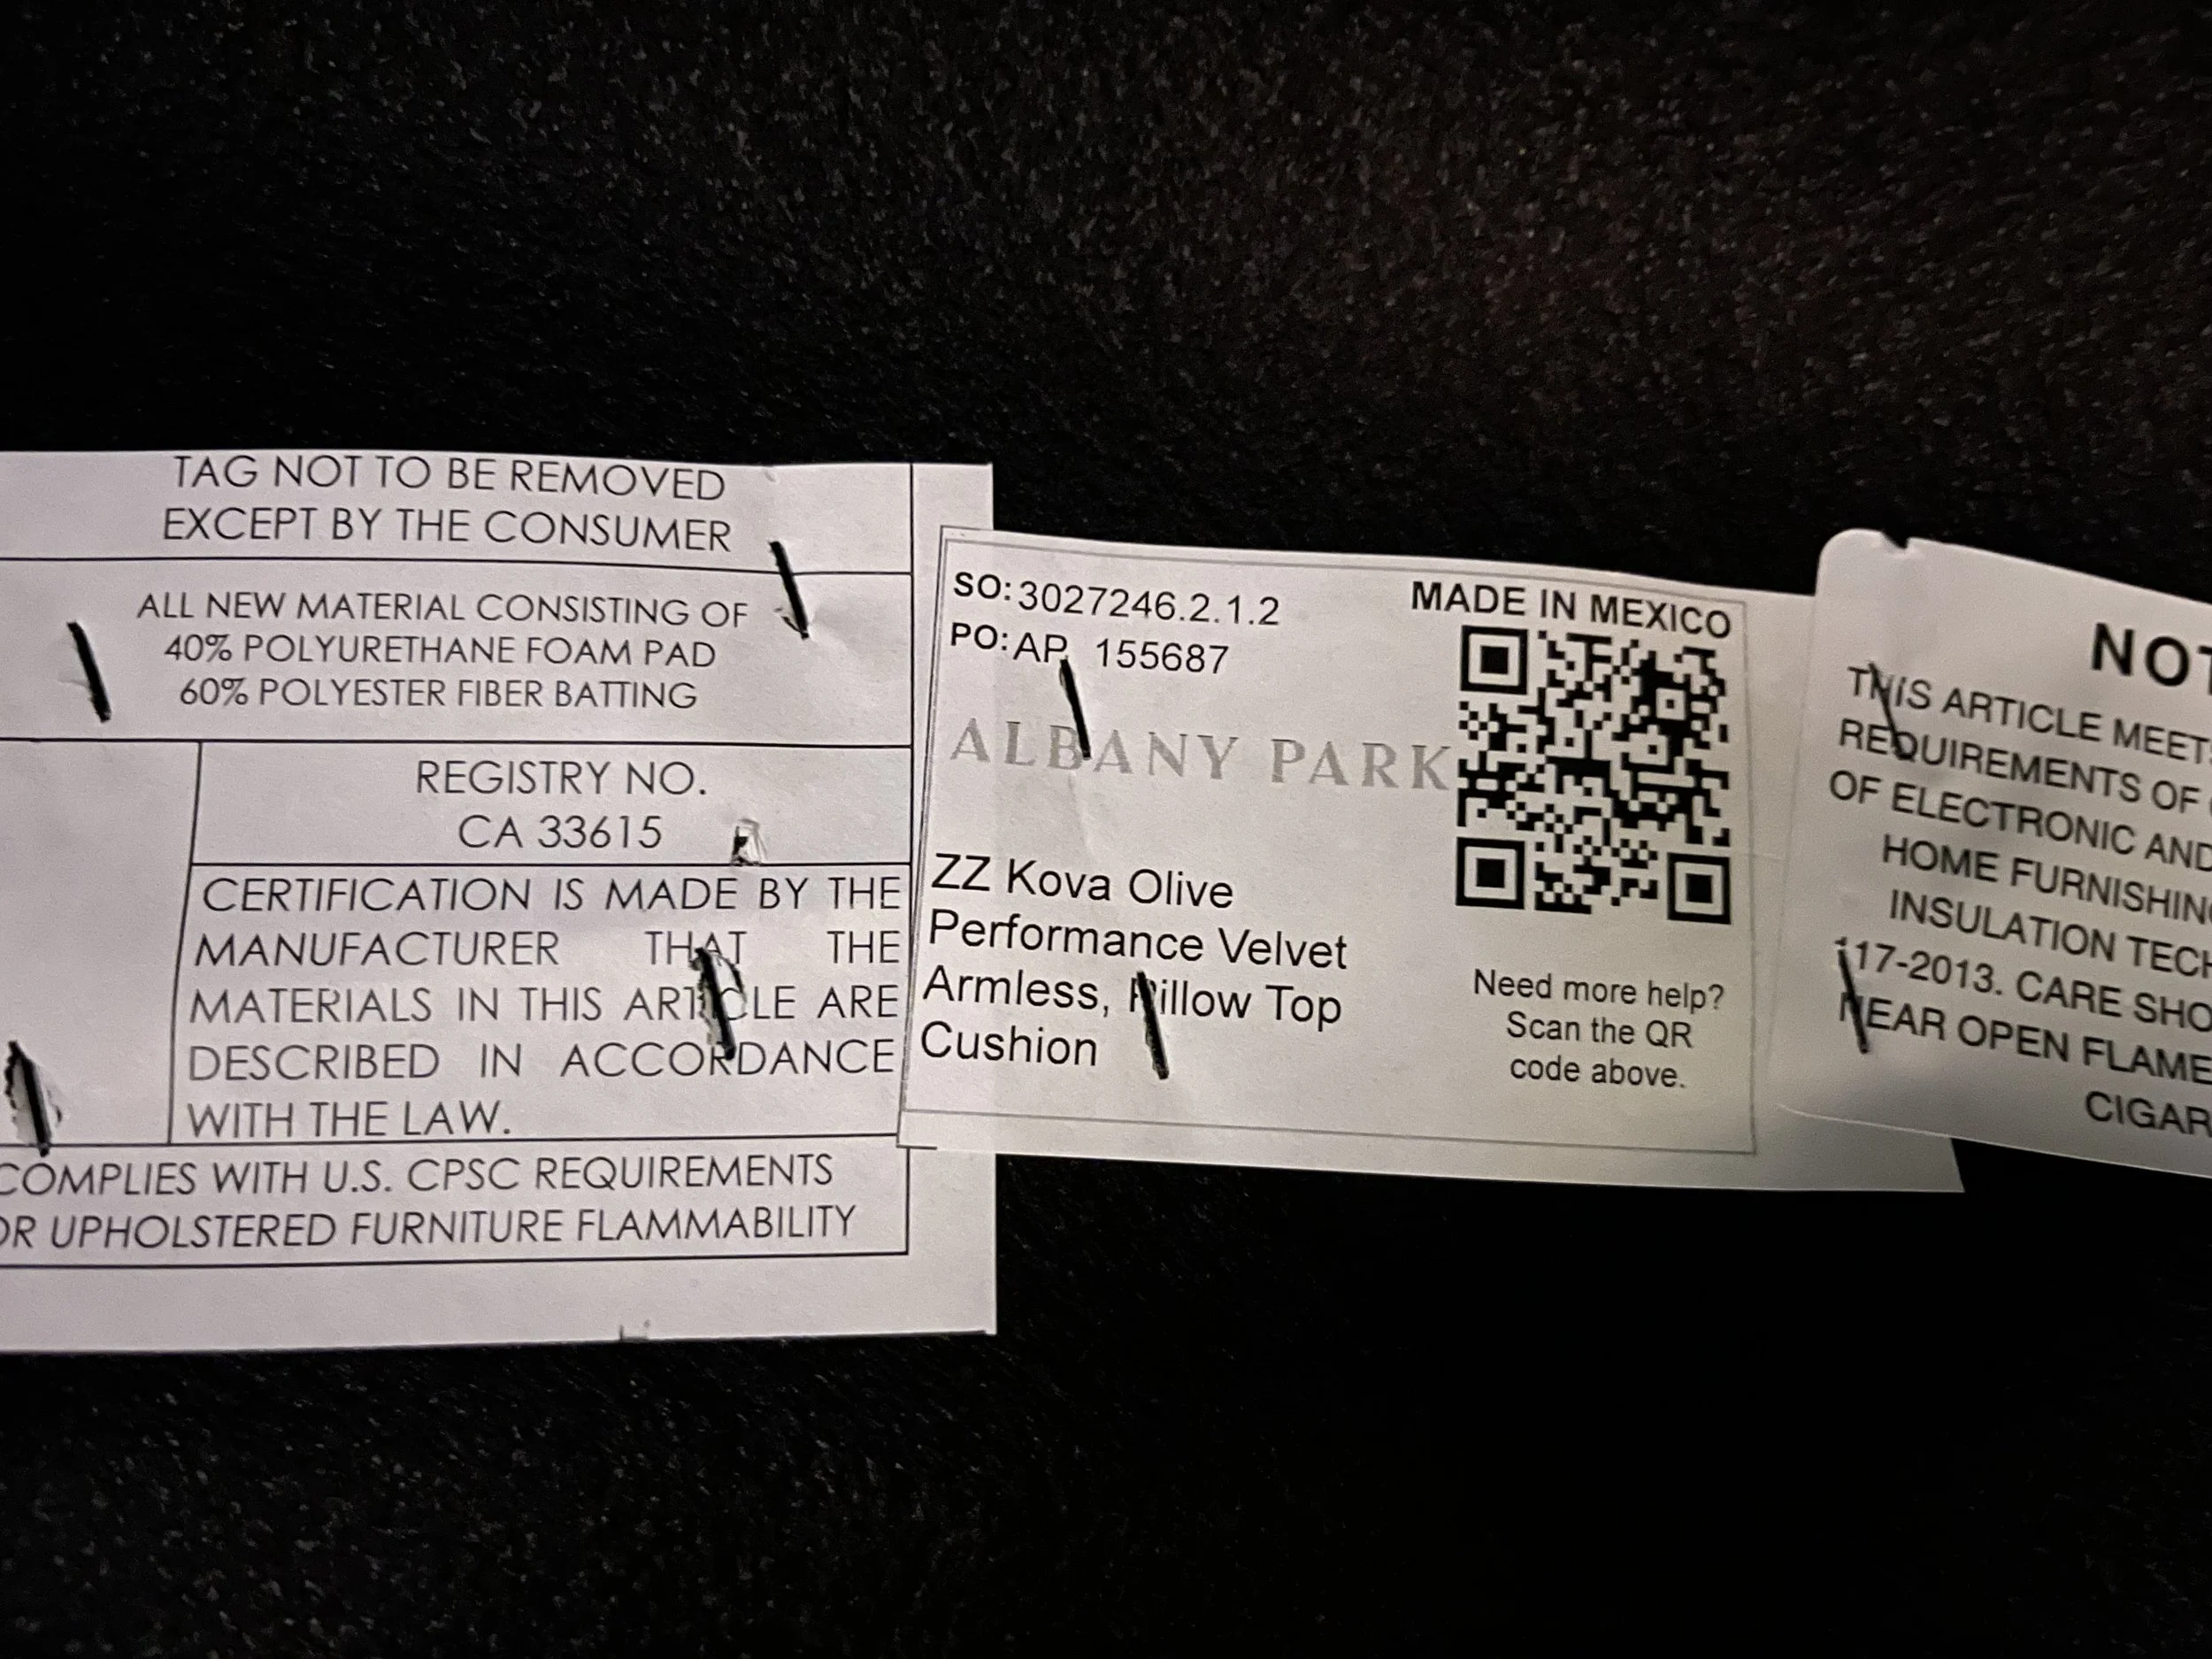 TAG NOT TO BE REMOVED
EXCEPT BY THE CONSUMER
ALL NEW MATERIAL CONSISTING OF
40% POLYURETHANE FOAM PAD
60% POLYESTER FIBER BATTING
REGISTRY NO.
CA 33615
CERTIFICATION IS MADE BY THE
MANUFACTURER THAT THE
MATERIALS IN THIS ARTICLE ARE
DESCRIBED IN ACCORDANCE
WITH THE LAW.
COMPLIES WITH U.S. CPSC REQUIREMENTS
OR UPHOLSTERED FURNITURE FLAMMABILITY
SO: 3027246.2.1.2
PO: AP 155687
ALBANY PARK
ZZ Kova Olive
Performance Velvet
Armless, Pillow Top
Cushion
MADE IN MEXICO
Need more help?
Scan the QR
code above.
NOT
THIS ARTICLE MEETS
REQUIREMENTS OF
OF ELECTRONIC AND
HOME FURNISHING
INSULATION TECH
117-2013. CARE SHO
NEAR OPEN FLAME
CIGAR